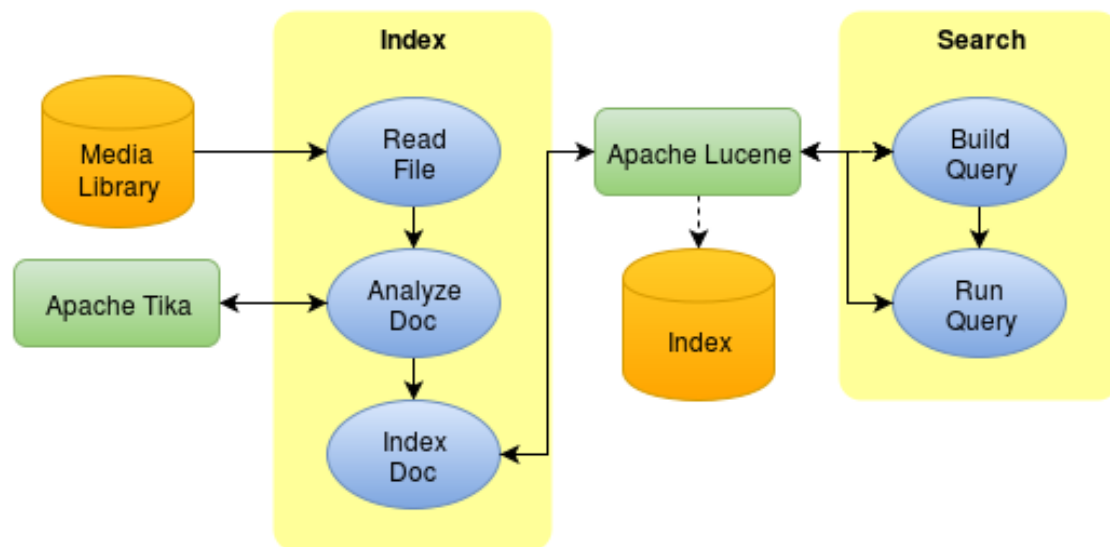 Index
Search
Media
Library
Read
File
Apache Lucene
Build
Query
Apache Tika
Analyze
Doc
Index
Run
Query
Index
Doc